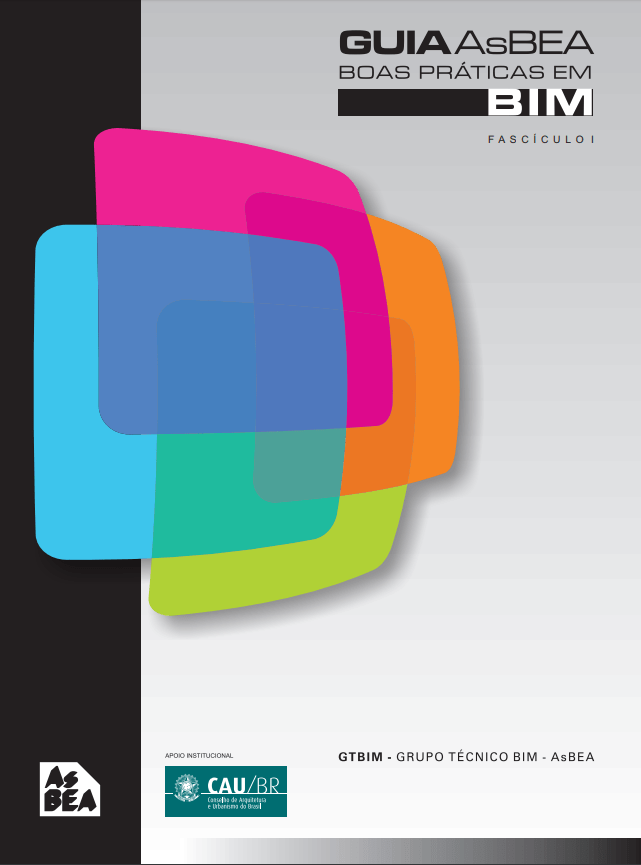 GUIA AsBEA
BOAS PRÁTICAS EM
BIM
FASCÍCULO I
APOIO INSTITUCIONAL
GTBIM - GRUPO TÉCNICO BIM - AsBEA
AS
BEA
CAU/BR
Conselho de Arquitetura
e Urbanismo do Brasil